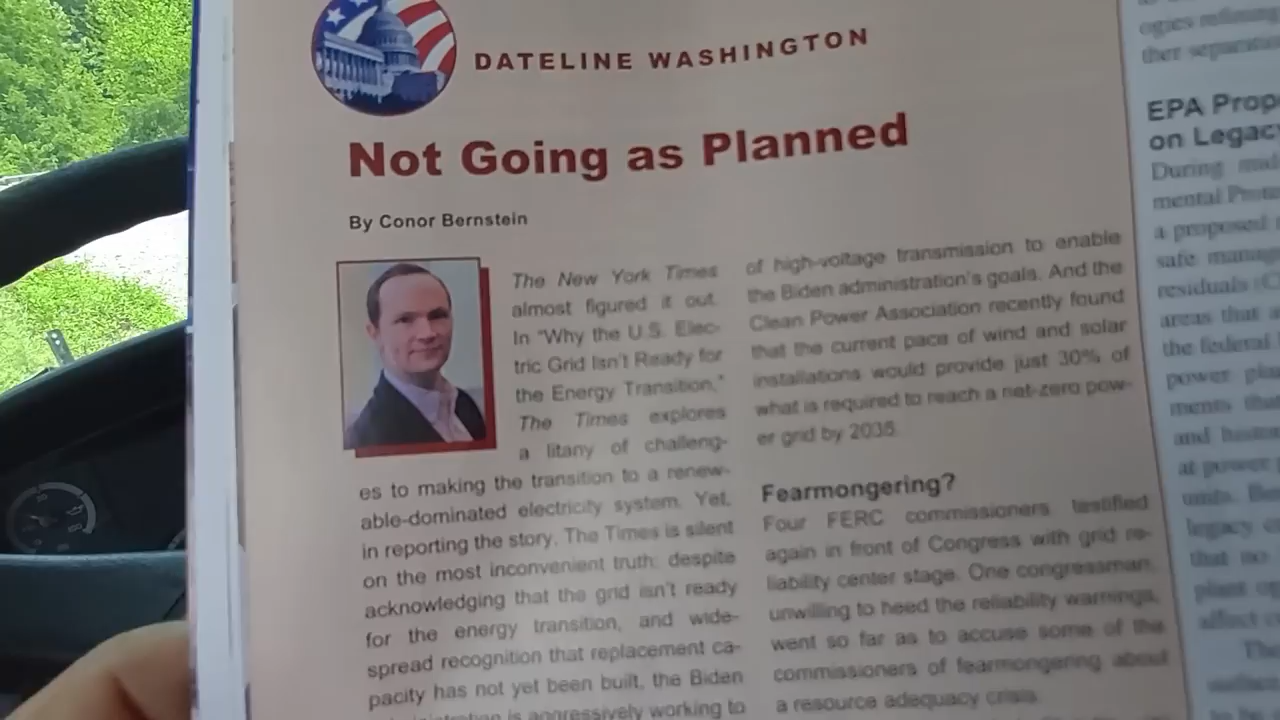 DATELINE WASHINGTON
Not Going as Planned
By Conor Bernstein
The New York Times
almost figured it out.
In "Why the U.S. Elec-
tric Grid Isn't Ready for
the Energy Transition,"
The Times explores
a litany of challeng-
es to making the transition to a renew-
able-dominated electricity system. Yet,
in reporting the story, The Times is silent
on the most inconvenient truth: despite
acknowledging that the grid isn't ready
for the energy transition, and wide-
spread recognition that replacement ca-
pacity has not yet been built, the Biden
is aggressively working to
of high-voltage transmission to enable
the Biden administration's goals. And the
Clean Power Association recently found
that the current pace of wind and solar
installations would provide just 30% of
what is required to reach a net-zero pow-
er grid by 2035.
Fearmongering?
Four FERC commissioners testified
again in front of Congress with grid re-
liability center stage. One congressman,
unwilling to heed the reliability warnings,
went so far as to accuse some of the
commissioners of fearmongering about
a resource adequacy crisis.
ogies refining
ther separatio
EPA Prop
on Legac
During mid
mental Prote
a proposed
safe manag
residuals (C
areas that a
the federal
power pla
ments tha
and
at power
units.
legacy
that no
plant op
affect